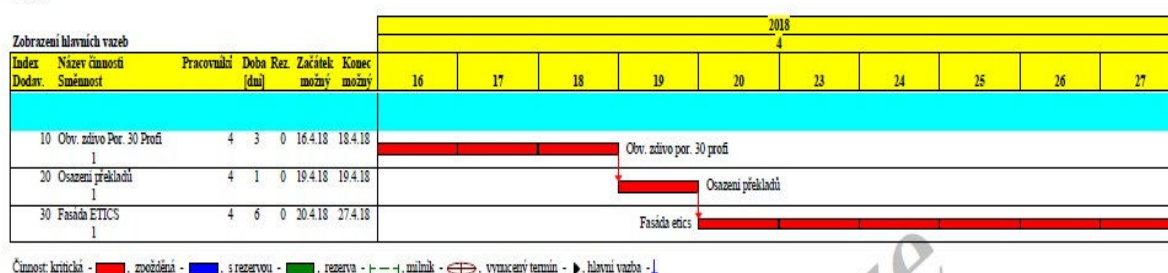 2018
Zobrazení hlavních vazeb
4
Index Název činnosti Pracovníků Doba Rez. Začátek Konec
Dodav. Směnnost [dní] možný možný 16 17 18 19 20 23 24 25 26 27
10 Obv. zdivo Por. 30 Profi 4 3 0 16.4.18 18.4.18 Obv. zdivo por. 30 profi
1
20 Osazení překladů 4 1 0 19.4.18 19.4.18 Osazení překladů
1
30 Fasáda ETICS 4 6 0 20.4.18 27.4.18 Fasáda etics
1
Činnost: kritická - , zpožděná - , s rezervou - , rezerva - , milník - , vynucený termín - , hlavní vazba -